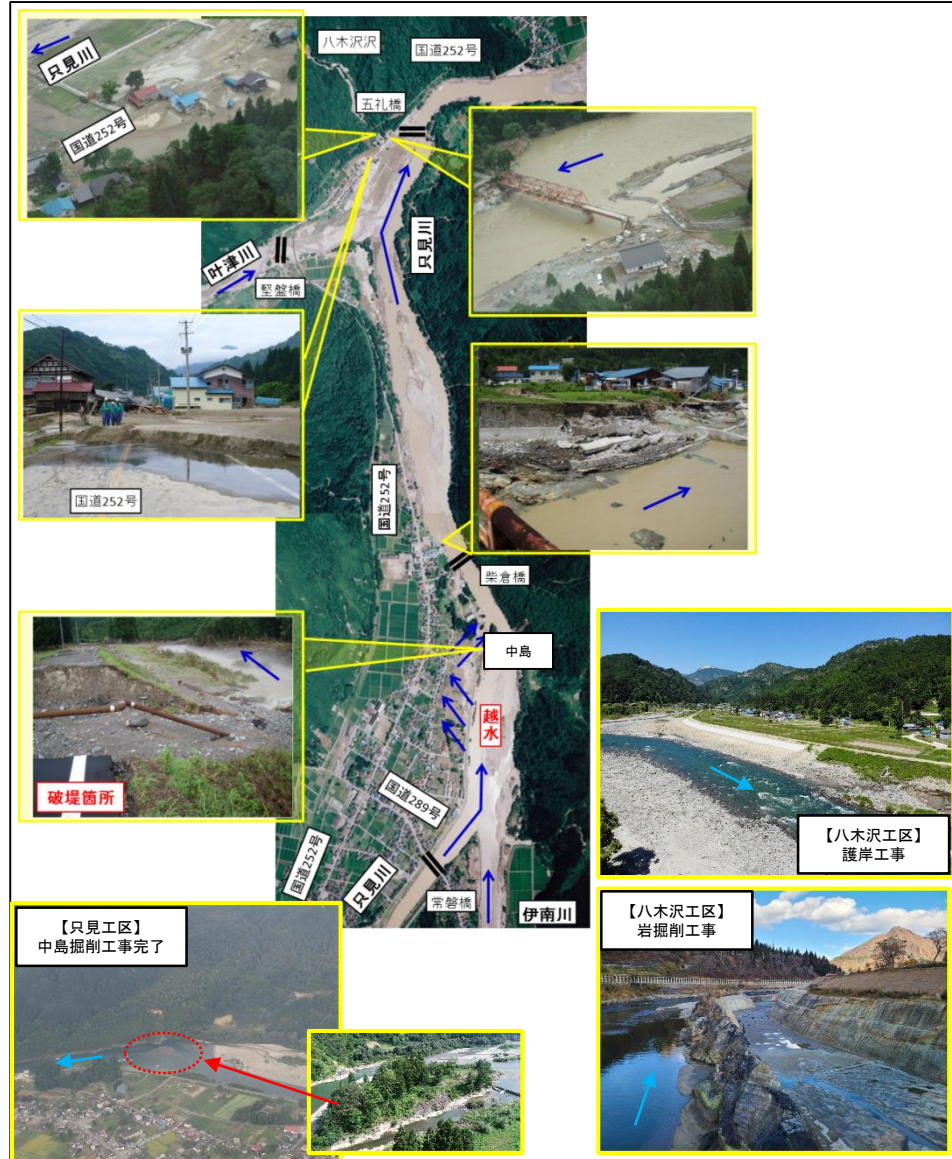 八木沢沢
国道252号
只見川
五礼橋
国道252号
只見川
叶津川
堅盤橋
国道252号
国道252号
柴倉橋
中島
越水
破堤箇所
国道289号
国道252号
只見川
常磐橋
伊南川
【八木沢工区】
護岸工事
【只見工区】
中島掘削工事完了
【八木沢工区】
岩掘削工事